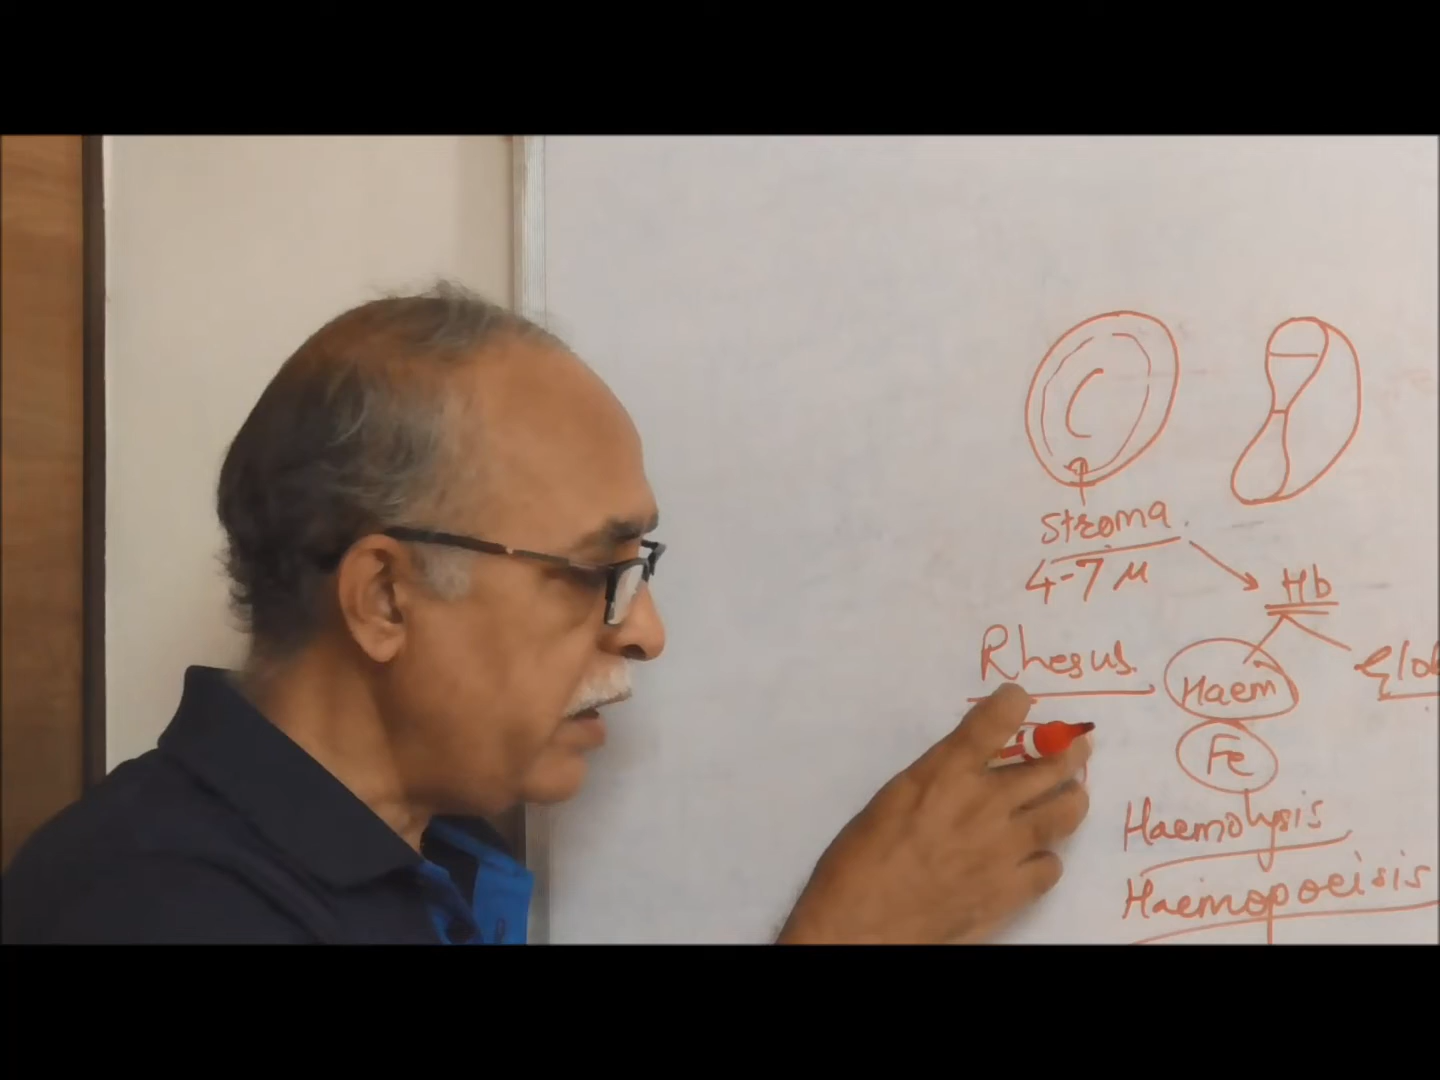 Stroma.
4-7 µ
Hb
Rhesus.
Haem
Fe
Haemolysis
Haemopoeisis